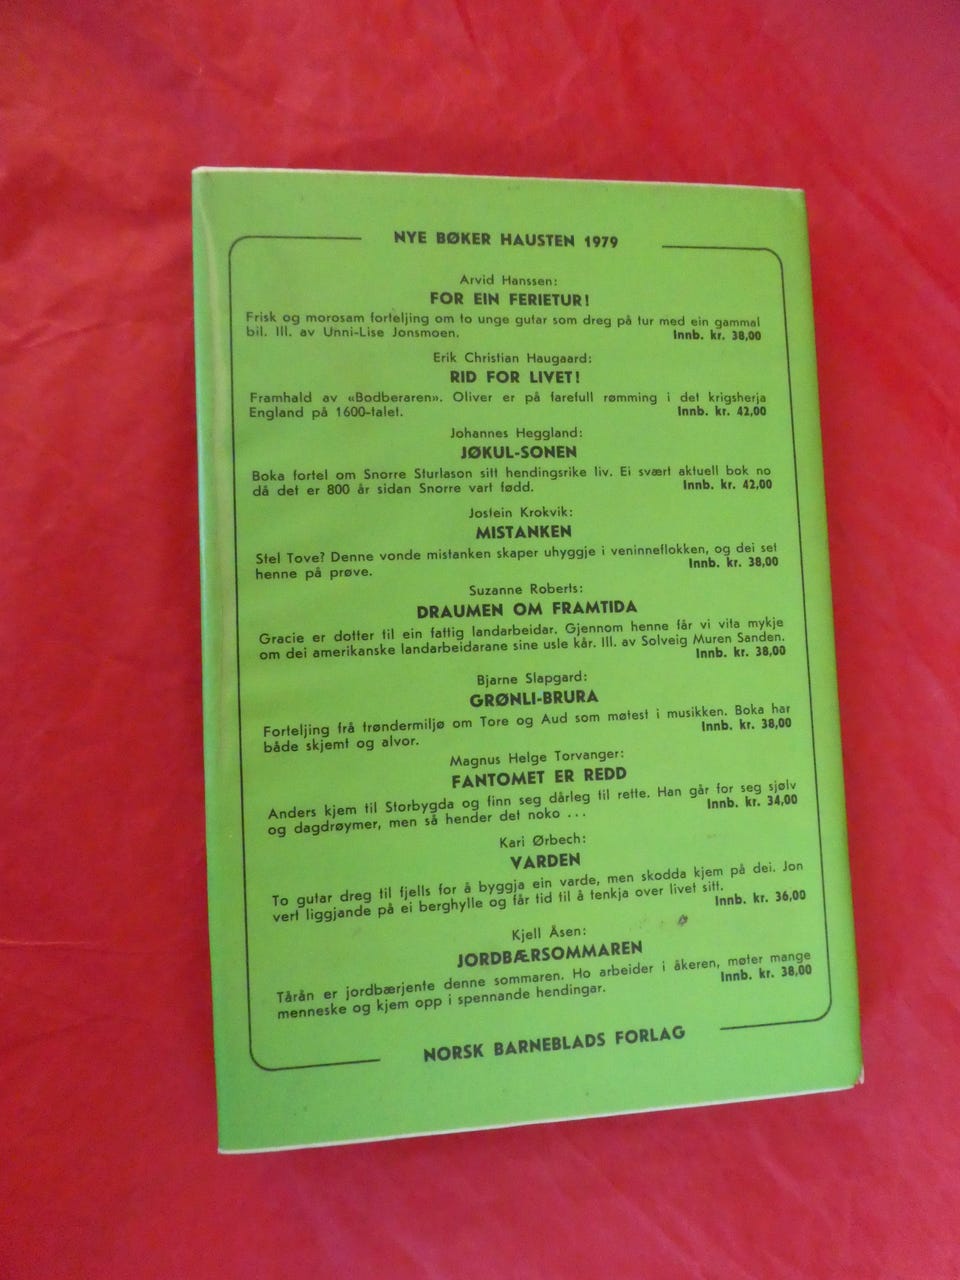 NYE BØKER HAUSTEN 1979
Arvid Hanssen:
FOR EIN FERIETUR!
Frisk og morosam forteljing om to unge gutar som dreg på tur med ein gammal
bil. Ill. av Unni-Lise Jonsmoen. Innb. kr. 38,00
Erik Christian Haugaard:
RID FOR LIVET!
Framhald av «Bodberaren». Oliver er på farefull rømming i det krigsherja
England på 1600-talet. Innb. kr. 42,00
Johannes Heggland:
JØKUL-SONEN
Boka fortel om Snorre Sturlason sitt hendingsrike liv. Ei svært aktuell bok no
då det er 800 år sidan Snorre vart fødd. Innb. kr. 42,00
Jostein Krokvik:
MISTANKEN
Stel Tove? Denne vonde mistanken skaper uhyggje i veninneflokken, og dei set
henne på prøve. Innb. kr. 38,00
Suzanne Roberts:
DRAUMEN OM FRAMTIDA
Gracie er dotter til ein fattig landarbeidar. Gjennom henne får vi vita mykje
om dei amerikanske landarbeidarane sine usle kår. Ill. av Solveig Muren Sanden.
Innb. kr. 38,00
Bjarne Slapgard:
GRØNLI-BRURA
Forteljing frå trøndermiljø om Tore og Aud som møtest i musikken. Boka har
både skjemt og alvor. Innb. kr. 38,00
Magnus Helge Torvanger:
FANTOMET ER REDD
Anders kjem til Storbygda og finn seg dårleg til rette. Han går for seg sjølv
og dagdrøymer, men så hender det noko ... Innb. kr. 34,00
Kari Ørbech:
VARDEN
To gutar dreg til fjells for å byggja ein varde, men skodda kjem på dei. Jon
vert liggjande på ei berghylle og får tid til å tenkja over livet sitt.
Innb. kr. 36,00
Kjell Åsen:
JORDBÆRSOMMAREN
Tårån er jordbærjente denne sommaren. Ho arbeider i åkeren, møter mange
menneske og kjem opp i spennande hendingar. Innb. kr. 38,00
NORSK BARNEBLADS FORLAG